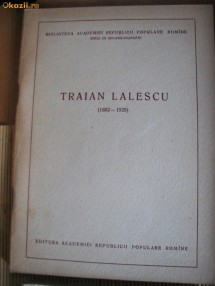 Okazii.ro
BIBLIOTECA ACADEMIEI REPUBLICII POPULARE ROMÎNE
TRAIAN LALESCU
(1882 – 1929)
EDITURA ACADEMIEI REPUBLICII POPULARE ROMÎNE